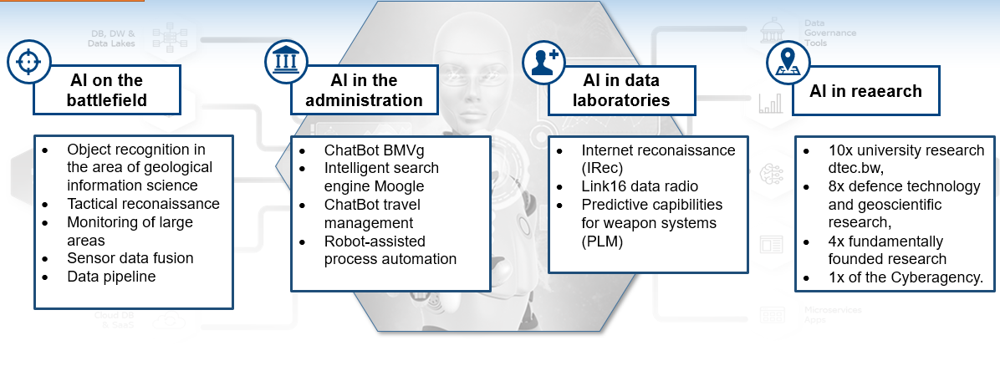 DB, DW &
Data Lakes
Data
Governance
Tools
AI on the
battlefield
• Object recognition in
the area of geological
information science
• Tactical reconaissance
• Monitoring of large
areas
• Sensor data fusion
• Data pipeline
AI in the
administration
• ChatBot BMVg
• Intelligent search
engine Moogle
• ChatBot travel
management
• Robot-assisted
process automation
AI in data
laboratories
• Internet reconaissance
(IRec)
• Link16 data radio
• Predictive capibilities
for weapon systems
(PLM)
AI in reaearch
• 10x university research
dtec.bw,
• 8x defence technology
and geoscientific
research,
• 4x fundamentally
founded research
• 1x of the Cyberagency.
Cloud DB
& SaaS
Microservices
Apps